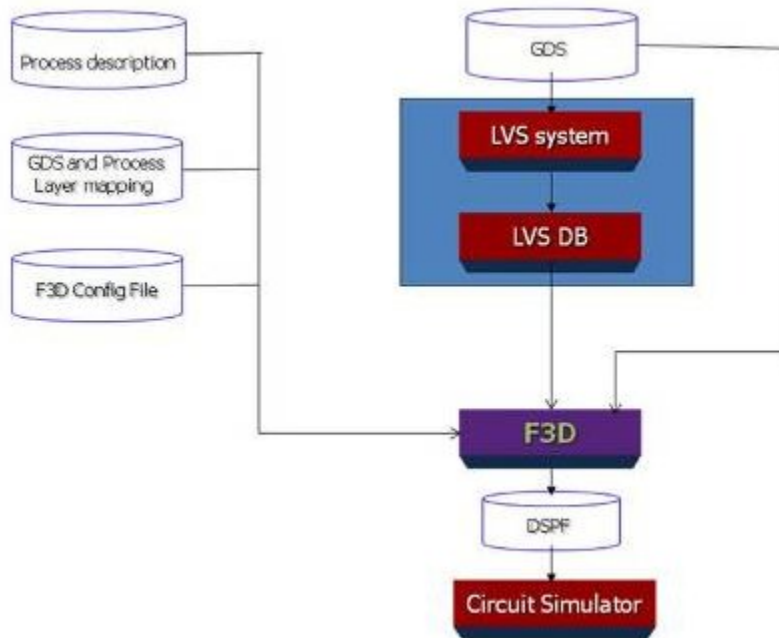 Process description
GDS
GDS and Process
Layer mapping
LVS system
LVS DB
F3D Config File
F3D
DSPF
Circuit Simulator